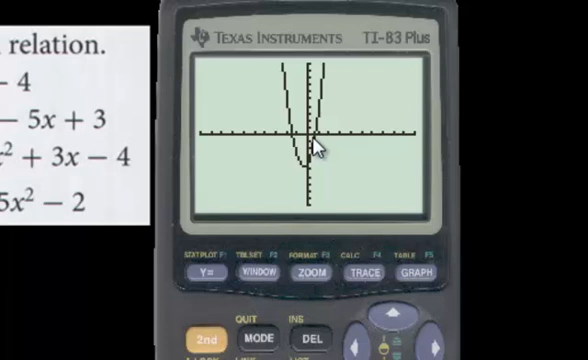 relation.
- 4
- 5x + 3
x² + 3x - 4
5x² - 2
TEXAS INSTRUMENTS TI-83 Plus
STAT PLOT F1 TBLSET F2 FORMAT F3 CALC F4 TABLE F5
Y= WINDOW ZOOM TRACE GRAPH
QUIT INS
2nd MODE DEL